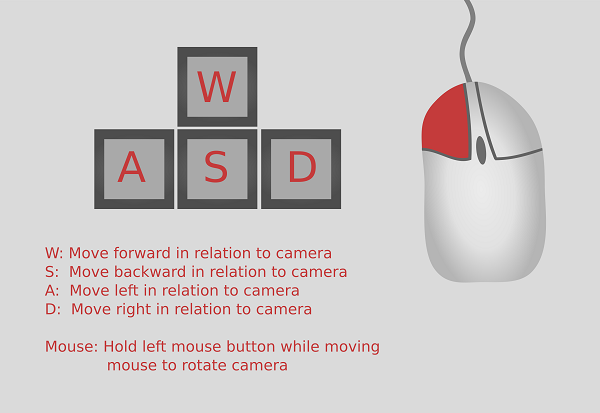 W
A S D
W: Move forward in relation to camera
S: Move backward in relation to camera
A: Move left in relation to camera
D: Move right in relation to camera
Mouse: Hold left mouse button while moving
mouse to rotate camera